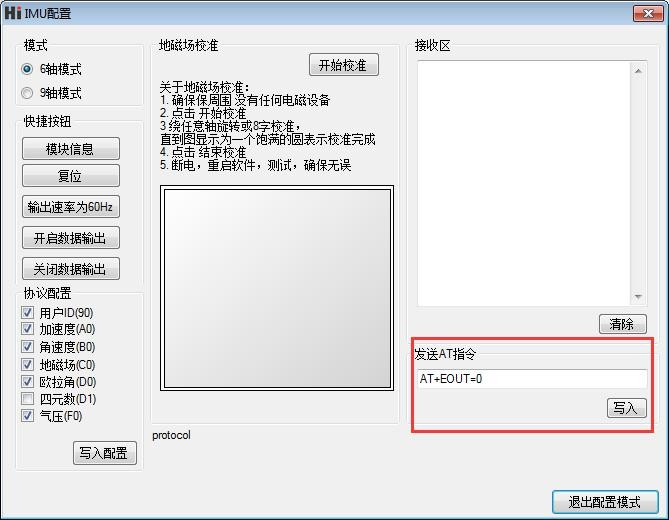 Hi IMU配置
模式
6轴模式
9轴模式
快捷按钮
模块信息
复位
输出速率为60Hz
开启数据输出
关闭数据输出
协议配置
用户ID(90)
加速度(A0)
角速度(B0)
地磁场(C0)
欧拉角(D0)
四元数(D1)
气压(F0)
写入配置
地磁场校准
开始校准
关于地磁场校准：
1. 确保保周围 没有任何电磁设备
2. 点击 开始校准
3 绕任意轴旋转或8字校准，
直到图显示为一个饱满的圆表示校准完成
4. 点击 结束校准
5. 断电，重启软件，测试，确保无误
protocol
接收区
清除
发送AT指令
AT+EOUT=0
写入
退出配置模式